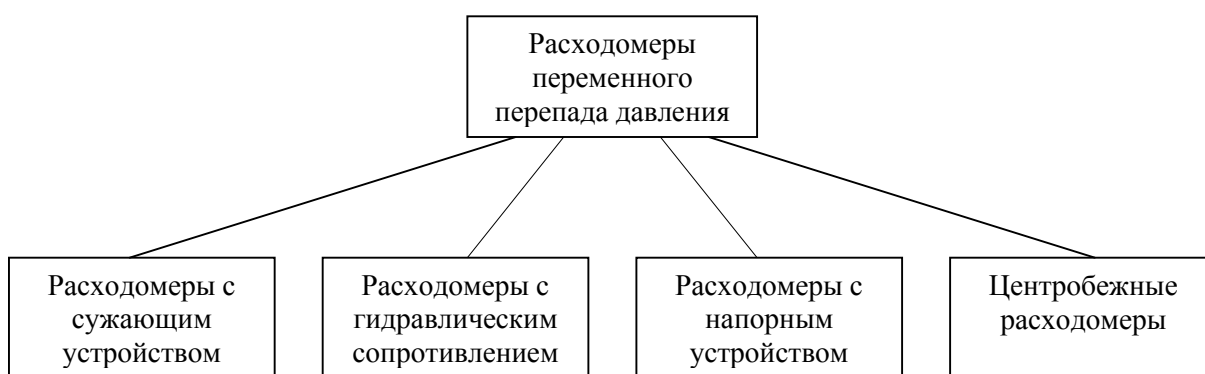 Расходомеры
переменного
перепада давления
Расходомеры с
сужающим
устройством
Расходомеры с
гидравлическим
сопротивлением
Расходомеры с
напорным
устройством
Центробежные
расходомеры